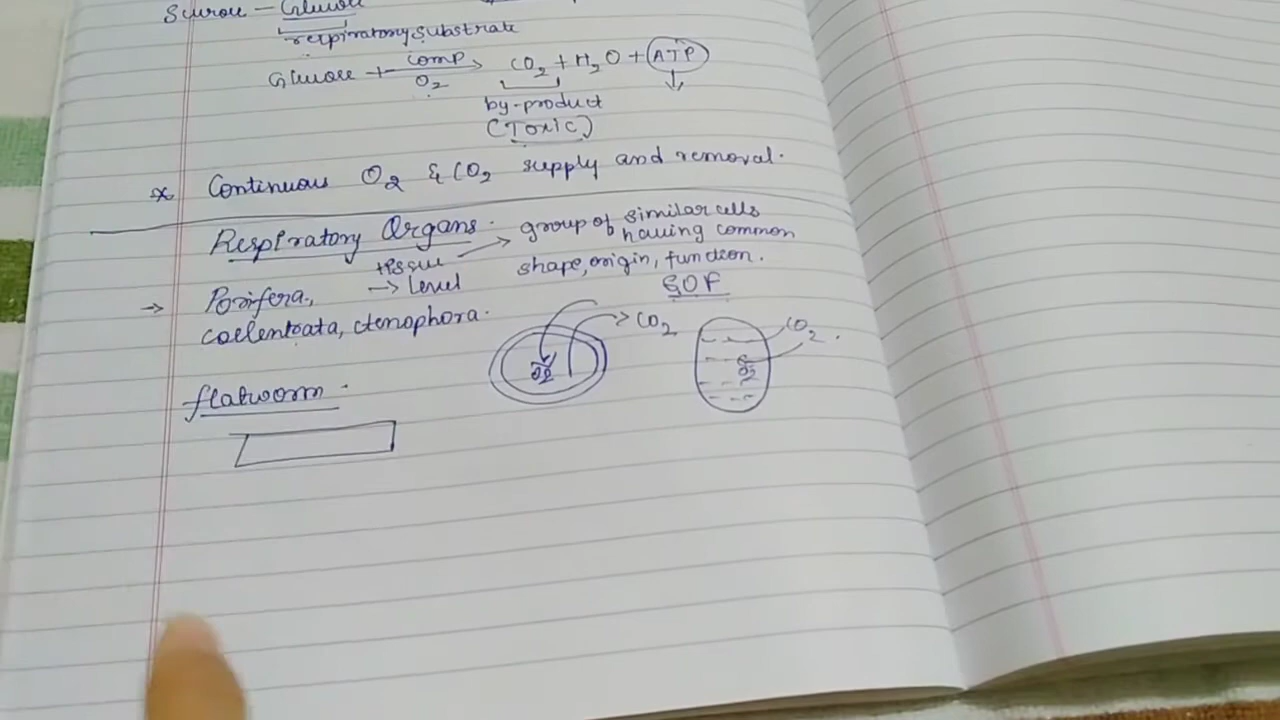 Source - Glucose
respiratory substrate
Glucose + comp O2 → CO2 + H2O + ATP
by-product
(Toxic)
* Continuous O2 & CO2 supply and removal.
Respiratory Organs.
tissue → group of similar cells
having common
→ Level shape, origin, function.
→ Porifera,
coelentrata, ctenophora.
SOF
O2 CO2
O2 CO2.
flatworm.